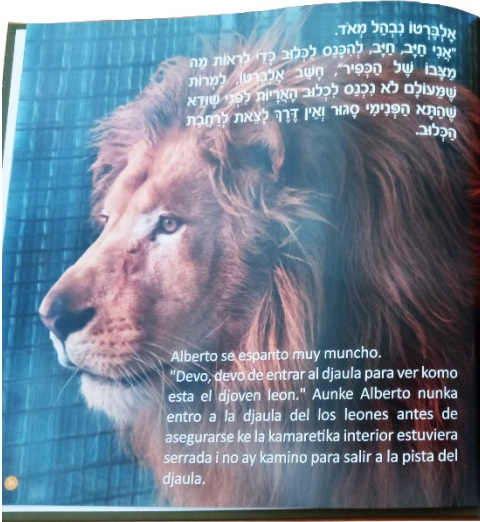 אַלְבֶּרְטוֹ נִבְהַל מְאֹד.
"אֲנִי חַיָּב, חַיָּב, לְהִכָּנֵס לַכְּלוּב כְּדֵי לִרְאוֹת מַה
מַצָּבוֹ שֶׁל הַכְּפִיר", חָשַׁב אַלְבֶּרְטוֹ, לַמְרוֹת
שֶׁמֵּעוֹלָם לֹא נִכְנַס לִכְלוּב הָאֲרָיוֹת לִפְנֵי שֶׁוִּדֵּא
שֶׁהַתָּא הַפְּנִימִי סָגוּר וְאֵין דֶּרֶךְ לָצֵאת לְרַחֲבַת
הַכְּלוּב.
Alberto se espanto muy muncho.
"Devo, devo de entrar al djaula para ver komo
esta el djoven leon." Aunke Alberto nunka
entro a la djaula del los leones antes de
asegurarse ke la kamaretika interior estuviera
serrada i no ay kamino para salir a la pista del
djaula.